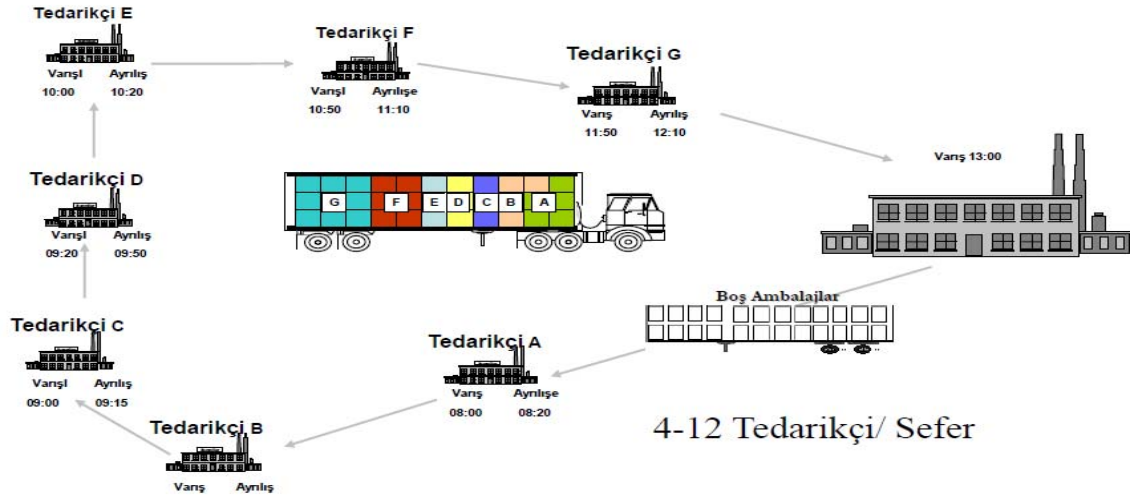 Tedarikçi E
Varışl Ayrılış
10:00 10:20
Tedarikçi F
Varışl Ayrılışe
10:50 11:10
Tedarikçi G
Varış Ayrılış
11:50 12:10
Varış 13:00
Tedarikçi D
Varışl Ayrılış
09:20 09:50
G F E D C B A
Boş Ambalajlar
Tedarikçi C
Varışl Ayrılış
09:00 09:15
Tedarikçi A
Varış Ayrılışe
08:00 08:20
Tedarikçi B
Varış Ayrılış
4-12 Tedarikçi/ Sefer